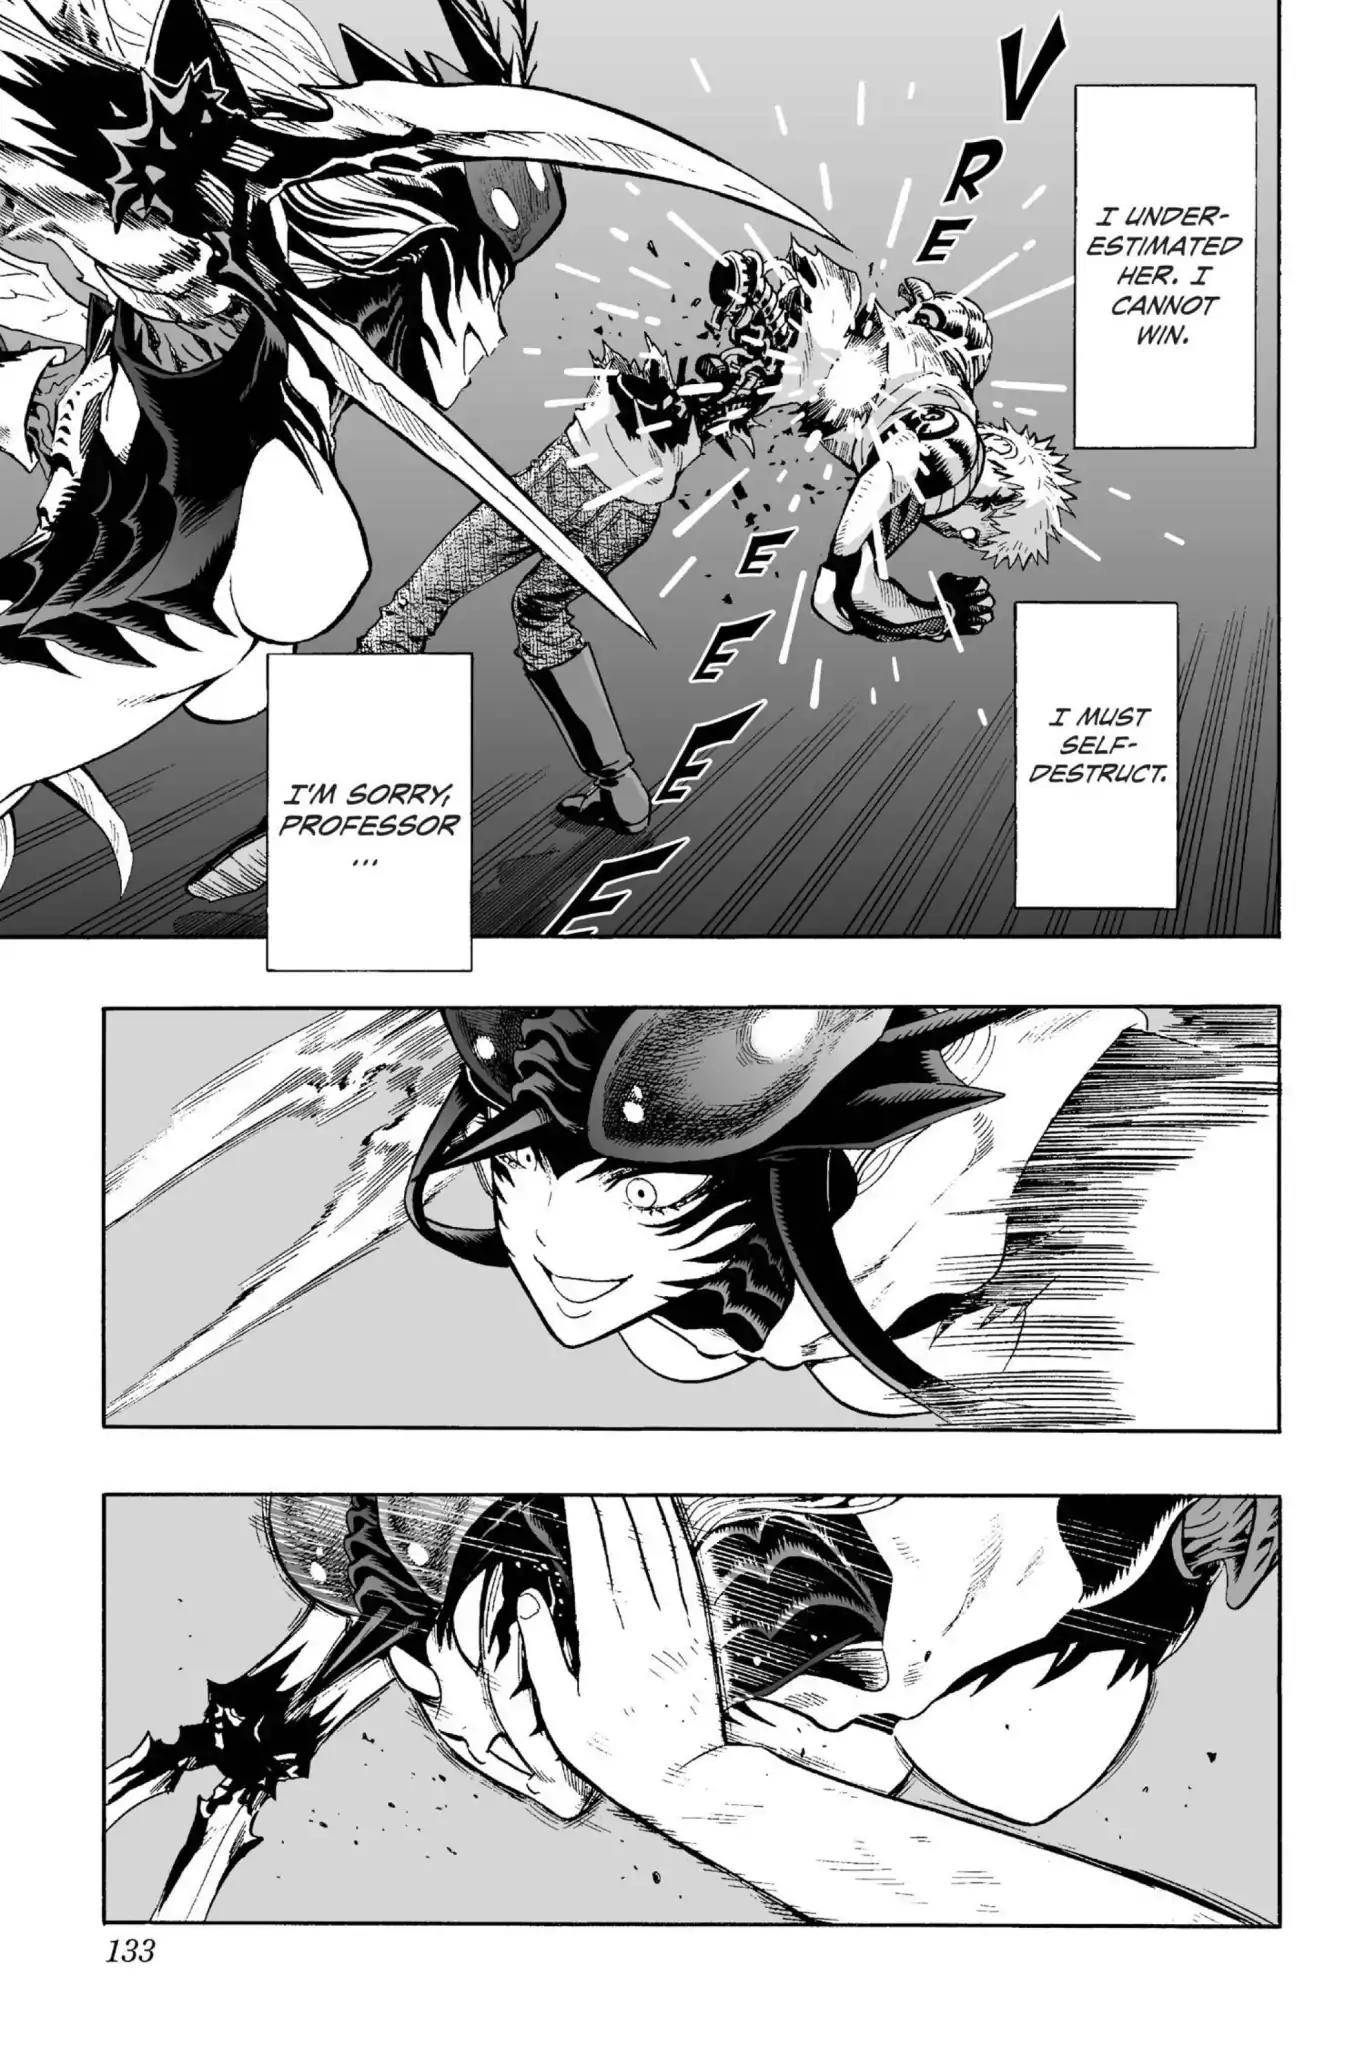 I UNDER-
ESTIMATED
HER. I
CANNOT
WIN.
I MUST
SELF-
DESTRUCT.
VREEEEEE
I'M SORRY,
PROFESSOR
...
133